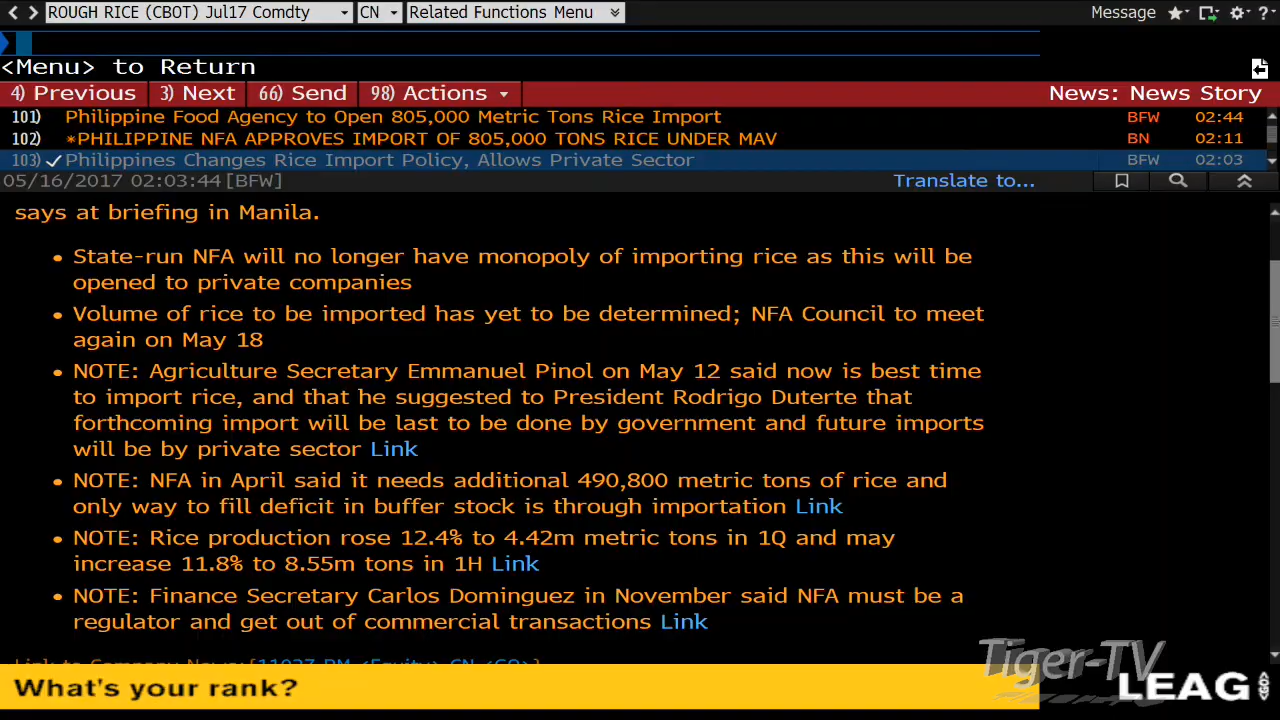 ROUGH RICE (CBOT) Jul17 Comdty CN Related Functions Menu Message ?
<Menu> to Return
4) Previous 3) Next 66) Send 98) Actions News: News Story
101) Philippine Food Agency to Open 805,000 Metric Tons Rice Import BFW 02:44
102) *PHILIPPINE NFA APPROVES IMPORT OF 805,000 TONS RICE UNDER MAV BN 02:11
103) Philippines Changes Rice Import Policy, Allows Private Sector BFW 02:03
05/16/2017 02:03:44 [BFW] Translate to...
says at briefing in Manila.
• State-run NFA will no longer have monopoly of importing rice as this will be
opened to private companies
• Volume of rice to be imported has yet to be determined; NFA Council to meet
again on May 18
• NOTE: Agriculture Secretary Emmanuel Pinol on May 12 said now is best time
to import rice, and that he suggested to President Rodrigo Duterte that
forthcoming import will be last to be done by government and future imports
will be by private sector Link
• NOTE: NFA in April said it needs additional 490,800 metric tons of rice and
only way to fill deficit in buffer stock is through importation Link
• NOTE: Rice production rose 12.4% to 4.42m metric tons in 1Q and may
increase 11.8% to 8.55m tons in 1H Link
• NOTE: Finance Secretary Carlos Dominguez in November said NFA must be a
regulator and get out of commercial transactions Link
What's your rank?
Tiger-TV
LEAG <GO>